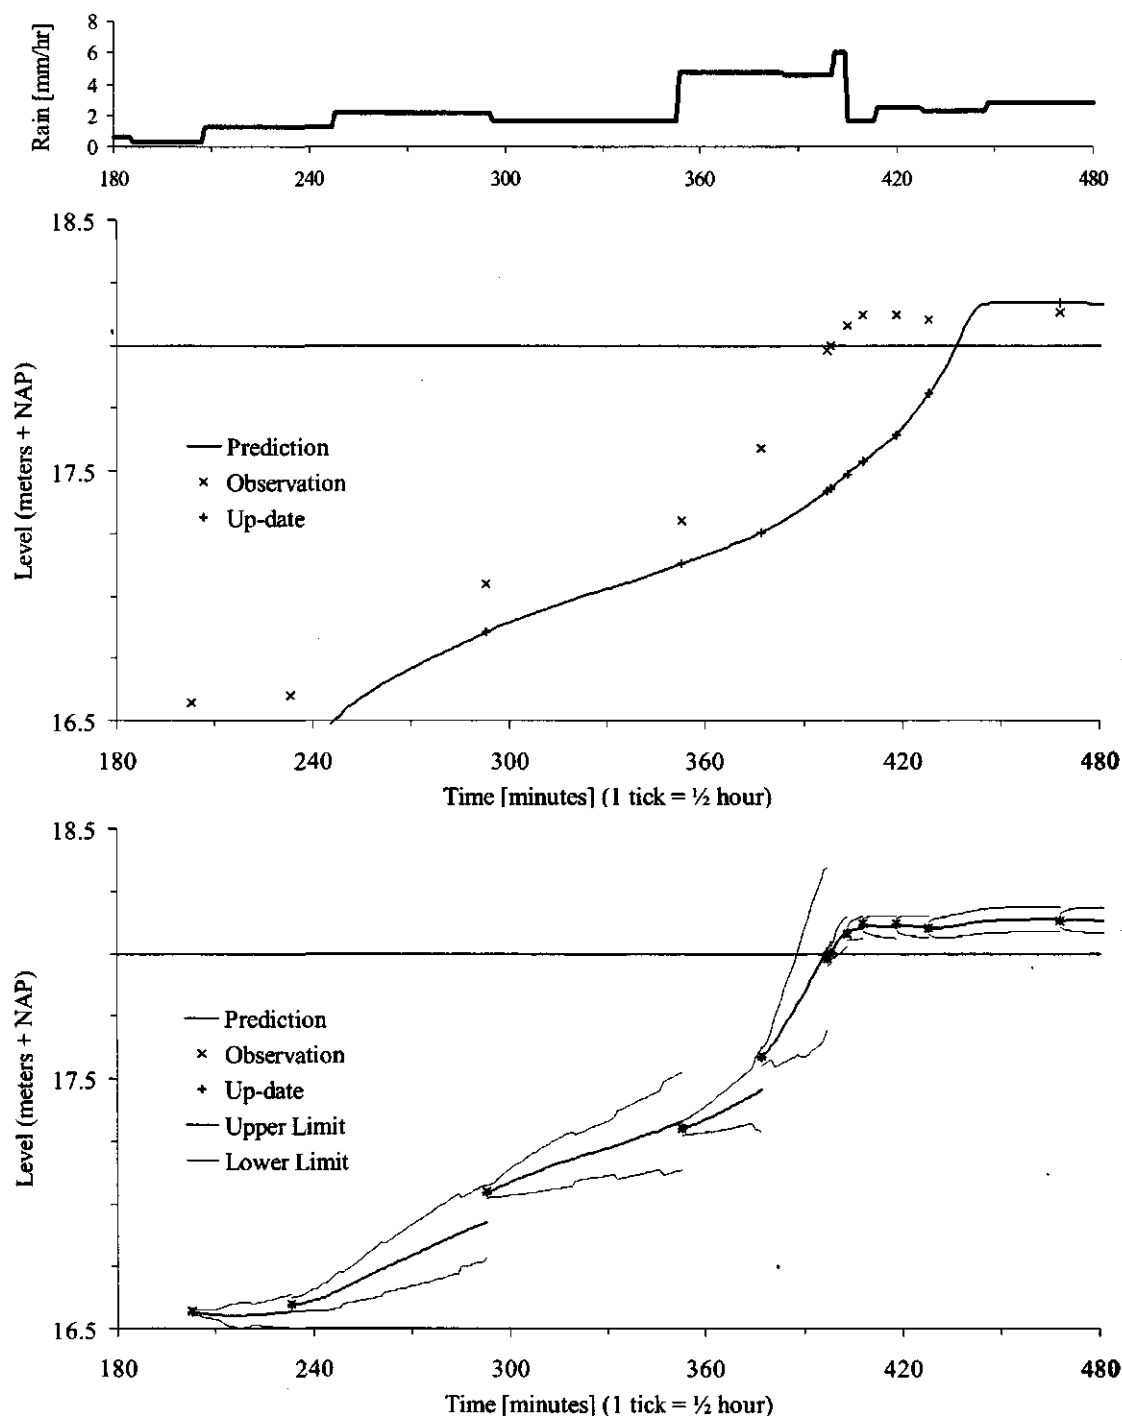 8
6
4
2
0
Rain [mm/hr]
180 240 300 360 420 480
18.5
17.5
16.5
Level (meters + NAP)
Prediction
Observation
Up-date
180 240 300 360 420 480
Time [minutes] (1 tick = ½ hour)
18.5
17.5
16.5
Level (meters + NAP)
Prediction
Observation
Up-date
Upper Limit
Lower Limit
180 240 300 360 420 480
Time [minutes] (1 tick = ½ hour)